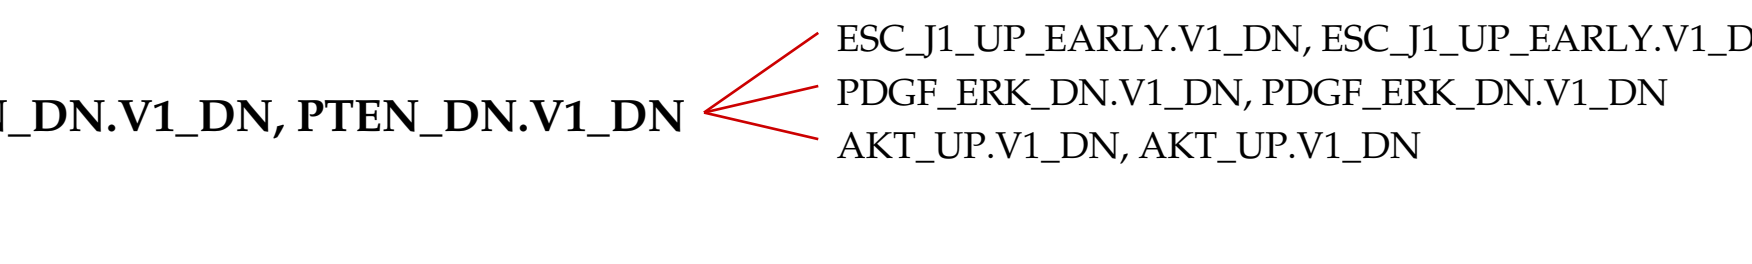 ESC_J1_UP_EARLY.V1_DN, ESC_J1_UP_EARLY.V1_D
PDGF_ERK_DN.V1_DN, PDGF_ERK_DN.V1_DN
_DN.V1_DN, PTEN_DN.V1_DN
AKT_UP.V1_DN, AKT_UP.V1_DN